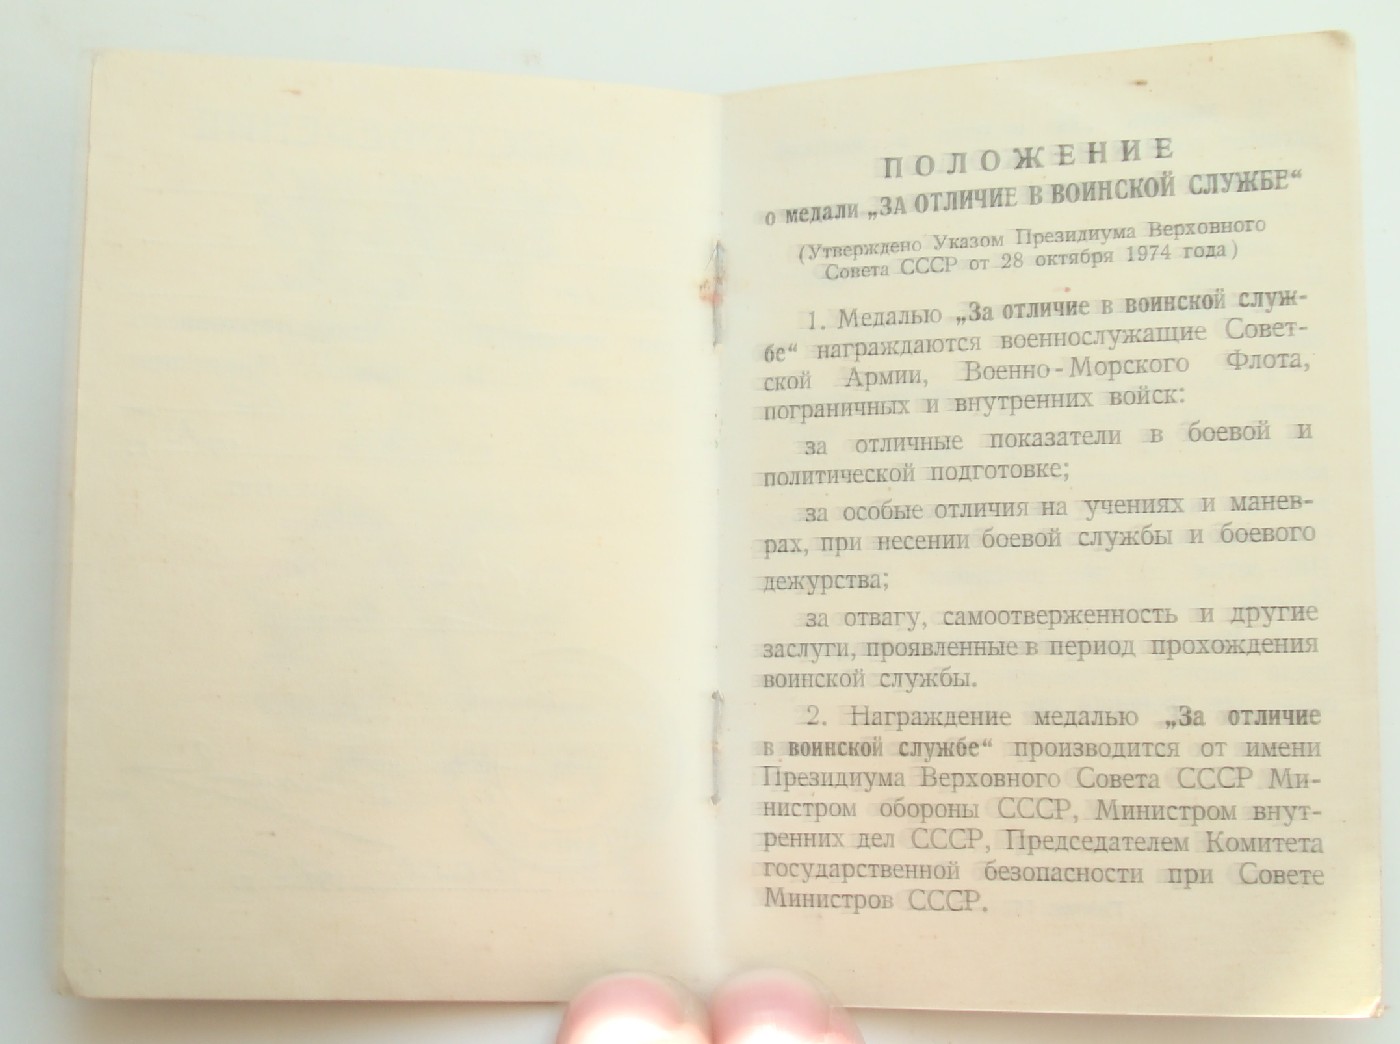 ПОЛОЖЕНИЕ
о медали „ЗА ОТЛИЧИЕ В ВОИНСКОЙ СЛУЖБЕ“
(Утверждено Указом Президиума Верховного
Совета СССР от 28 октября 1974 года)
1. Медалью „За отличие в воинской служ-
бе“ награждаются военнослужащие Совет-
ской Армии, Военно-Морского Флота,
пограничных и внутренних войск:
за отличные показатели в боевой и
политической подготовке;
за особые отличия на учениях и манев-
рах, при несении боевой службы и боевого
дежурства;
за отвагу, самоотверженность и другие
заслуги, проявленные в период прохождения
воинской службы.
2. Награждение медалью „За отличие
в воинской службе“ производится от имени
Президиума Верховного Совета СССР Ми-
нистром обороны СССР, Министром внут-
ренних дел СССР, Председателем Комитета
государственной безопасности при Совете
Министров СССР.